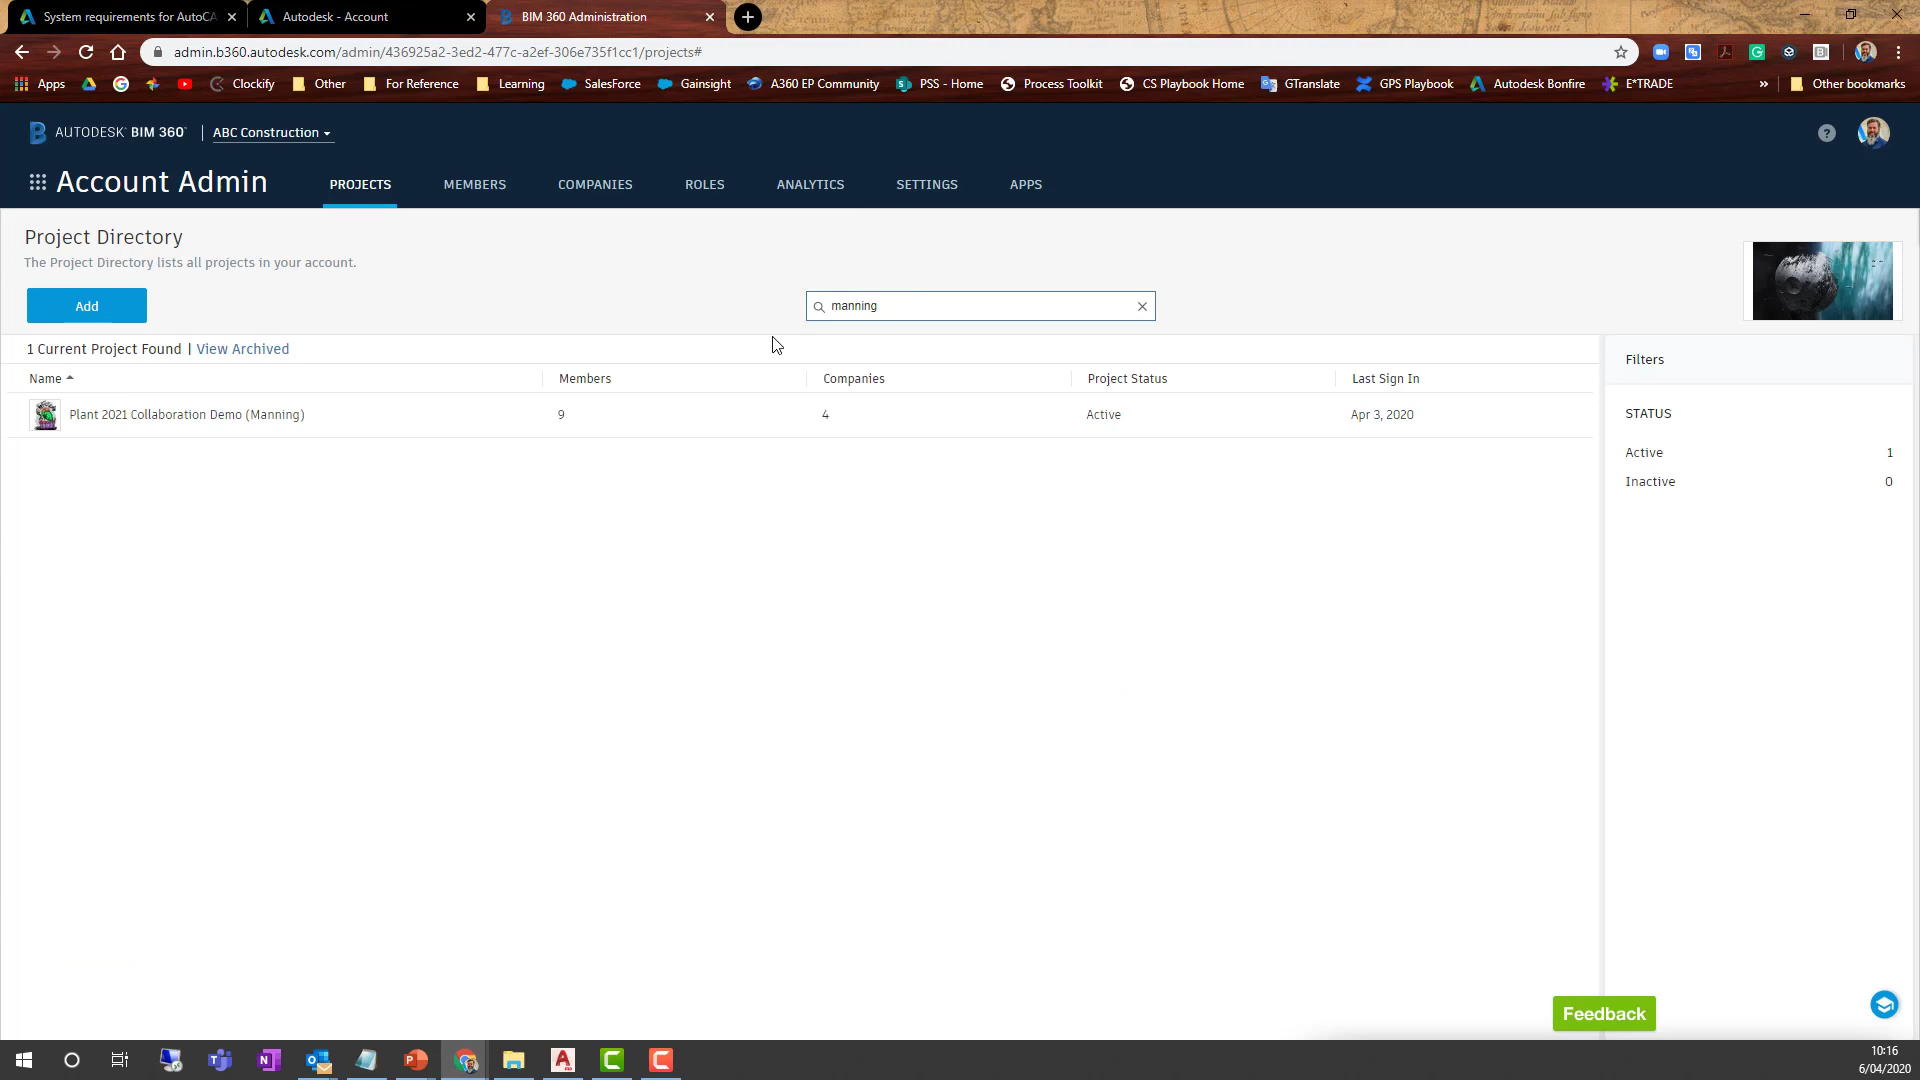 System requirements for AutoCA
Autodesk - Account
BIM 360 Administration
admin.b360.autodesk.com/admin/436925a2-3ed2-477c-a2ef-306e735f1cc1/projects#
Apps
Clockify
Other
For Reference
Learning
SalesForce
Gainsight
A360 EP Community
PSS - Home
Process Toolkit
CS Playbook Home
GTranslate
GPS Playbook
Autodesk Bonfire
E*TRADE
»
Other bookmarks
AUTODESK® BIM 360™ | ABC Construction
Account Admin
PROJECTS
MEMBERS
COMPANIES
ROLES
ANALYTICS
SETTINGS
APPS
Project Directory
The Project Directory lists all projects in your account.
Add
manning
1 Current Project Found | View Archived
Name Members Companies Project Status Last Sign In
Plant 2021 Collaboration Demo (Manning) 9 4 Active Apr 3, 2020
Filters
STATUS
Active 1
Inactive 0
Feedback
10:16
6/04/2020